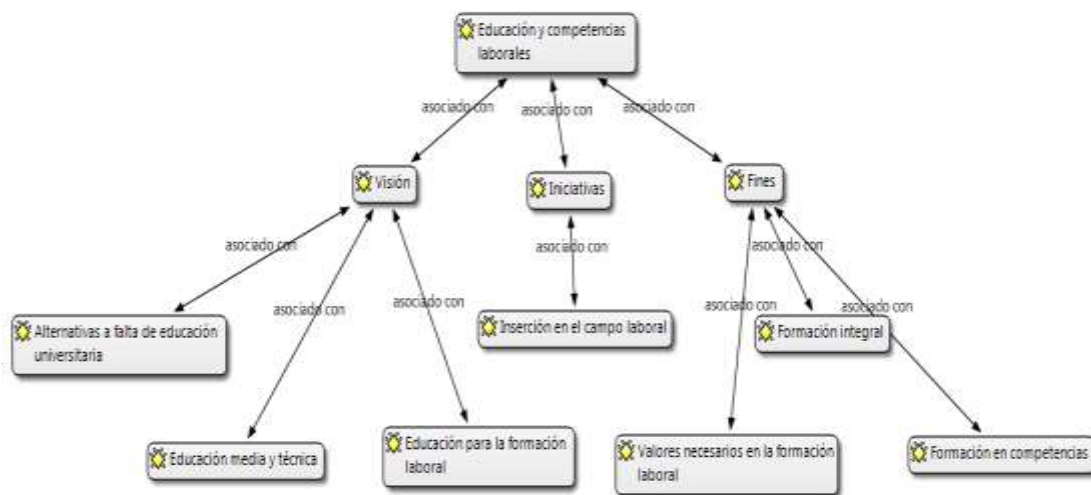 Educación y competencias
laborales
asociado con
asociado con
asociado con
Visión
Iniciativas
Fines
asociado con
asociado con
asociado con
asociado con
asociado con
asociado con
asociado con
Alternativas a falta de educación
universitaria
Inserción en el campo laboral
Formación integral
Educación media y técnica
Educación para la formación
laboral
Valores necesarios en la formación
laboral
Formación en competencias